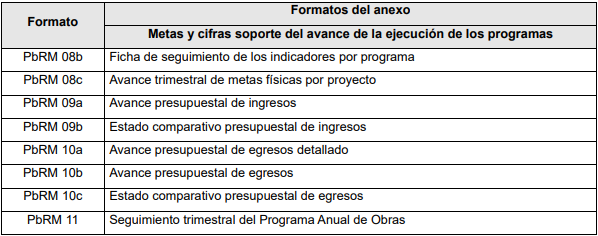 Formato
Formatos del anexo
Metas y cifras soporte del avance de la ejecución de los programas
PbRM 08b Ficha de seguimiento de los indicadores por programa
PbRM 08c Avance trimestral de metas físicas por proyecto
PbRM 09a Avance presupuestal de ingresos
PbRM 09b Estado comparativo presupuestal de ingresos
PbRM 10a Avance presupuestal de egresos detallado
PbRM 10b Avance presupuestal de egresos
PbRM 10c Estado comparativo presupuestal de egresos
PbRM 11 Seguimiento trimestral del Programa Anual de Obras